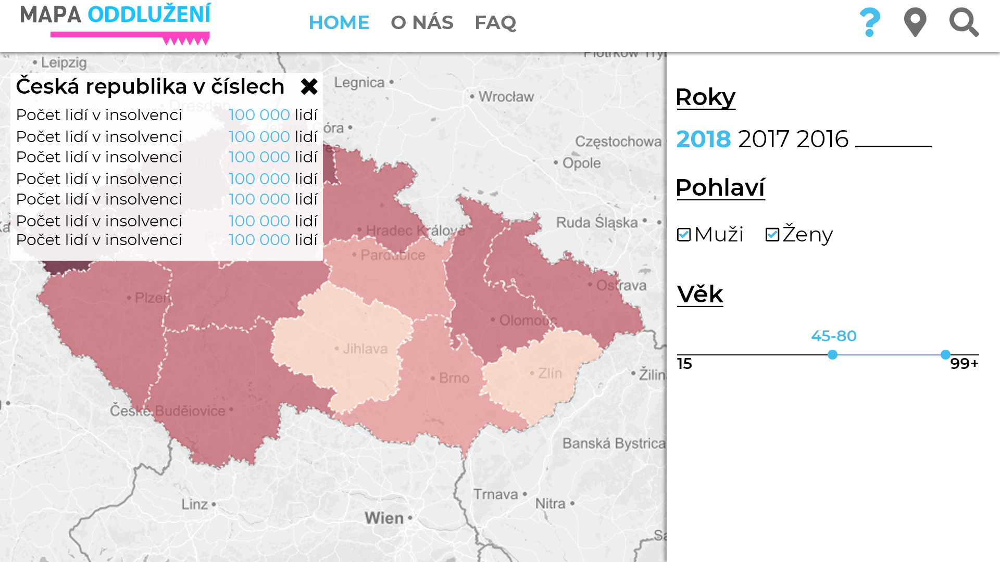 MAPA ODDLUŽENÍ
HOME O NÁS FAQ
?
Leipzig
Legnica
Wrocław
Česká republika v číslech
Dresden
Počet lidí v insolvenci 100 000 lidí
Počet lidí v insolvenci 100 000 lidí
Počet lidí v insolvenci 100 000 lidí
Počet lidí v insolvenci 100 000 lidí
Počet lidí v insolvenci 100 000 lidí
Počet lidí v insolvenci 100 000 lidí
Počet lidí v insolvenci 100 000 lidí
Góra
Częstochowa
Opole
Ruda Śląska
Hradec Králové
Pardubice
Ostrava
Plzeň
Olomouc
Jihlava
Zlín
Brno
Žilin
České Budějovice
Banská Bystrica
Trnava
Nitra
Linz
Wien
Roky
2018 2017 2016
Pohlaví
Muži Ženy
Věk
45-80
15 99+